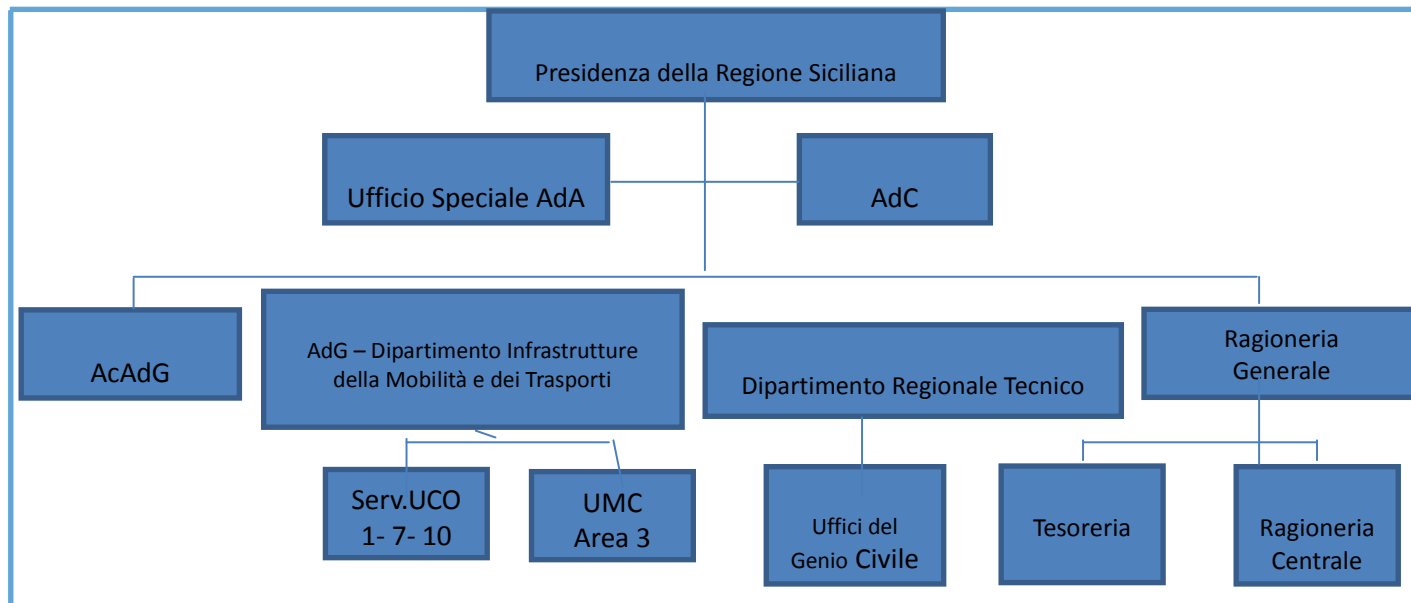 Presidenza della Regione Siciliana
Ufficio Speciale AdA
AdC
AcAdG
AdG – Dipartimento Infrastrutture
della Mobilità e dei Trasporti
Dipartimento Regionale Tecnico
Ragioneria
Generale
Serv.UCO
1- 7- 10
UMC
Area 3
Uffici del
Genio Civile
Tesoreria
Ragioneria
Centrale